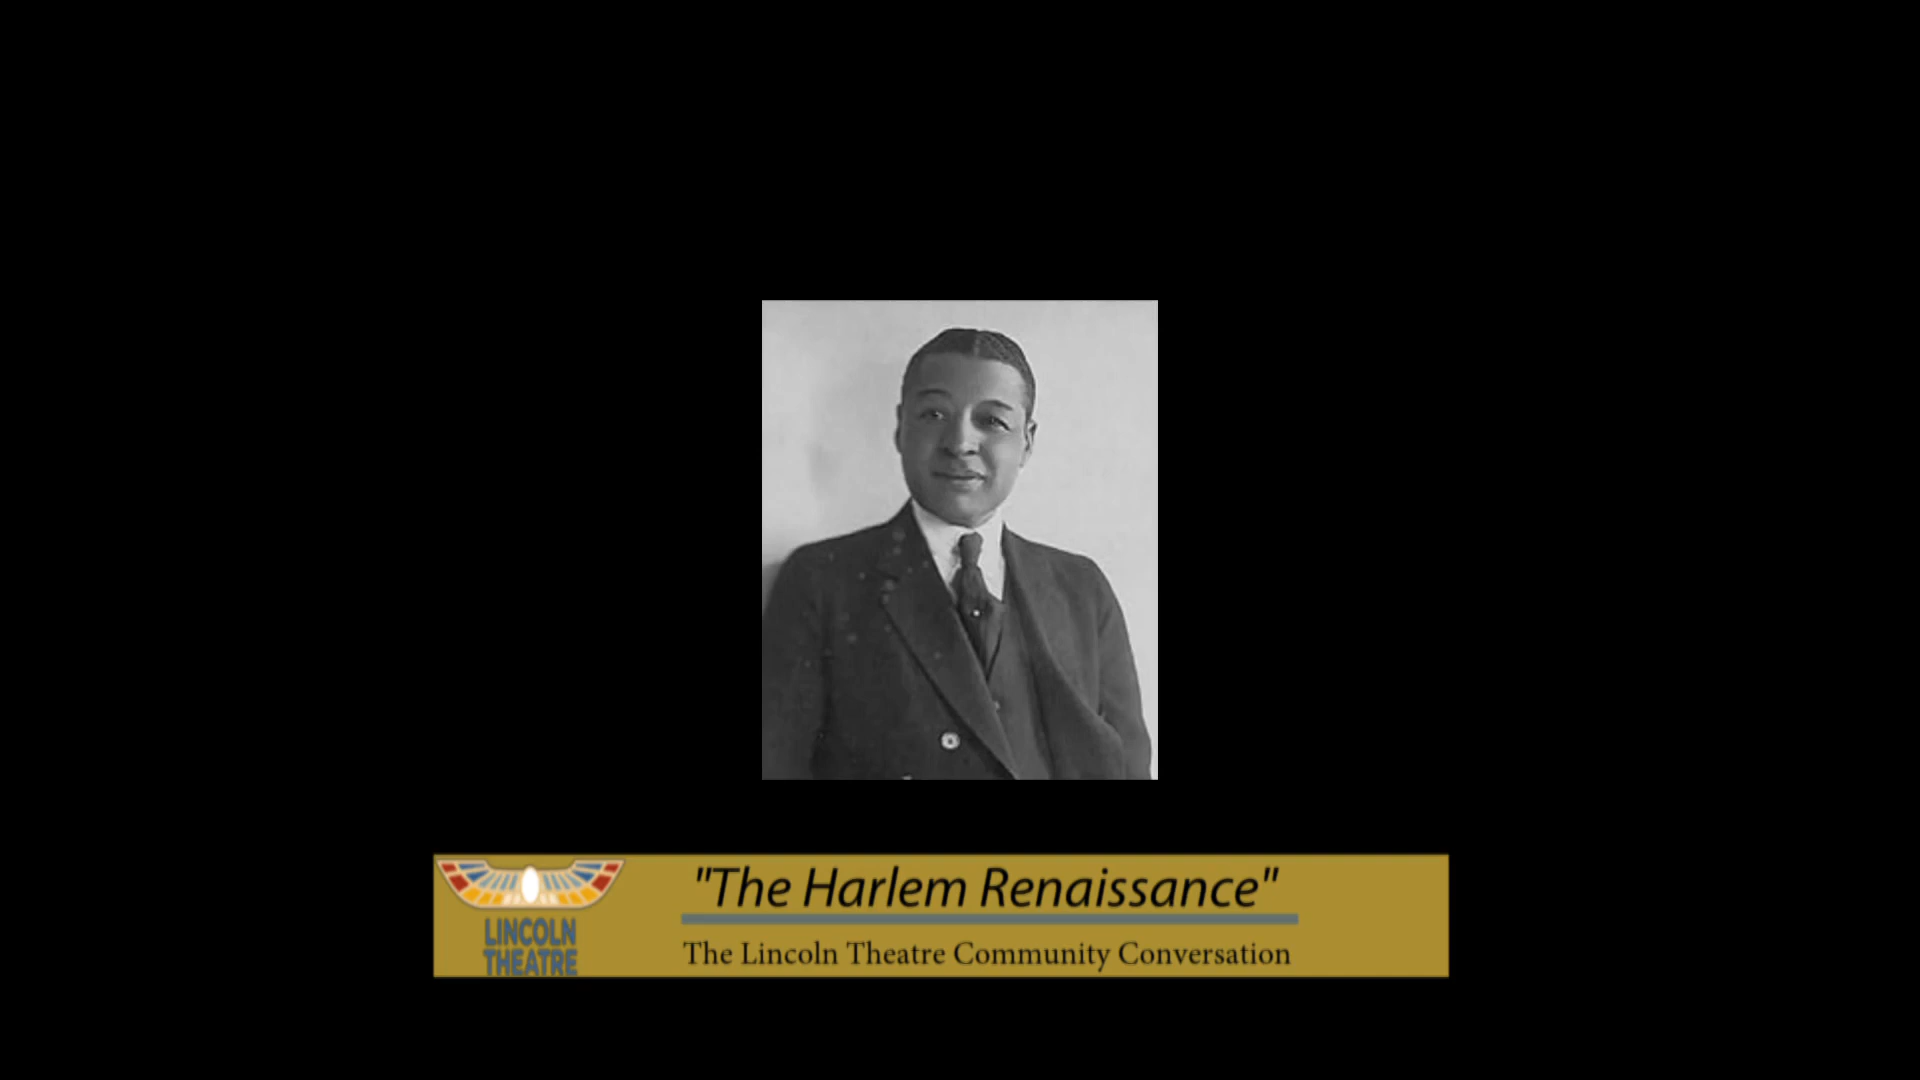 "The Harlem Renaissance"
LINCOLN
THEATRE
The Lincoln Theatre Community Conversation